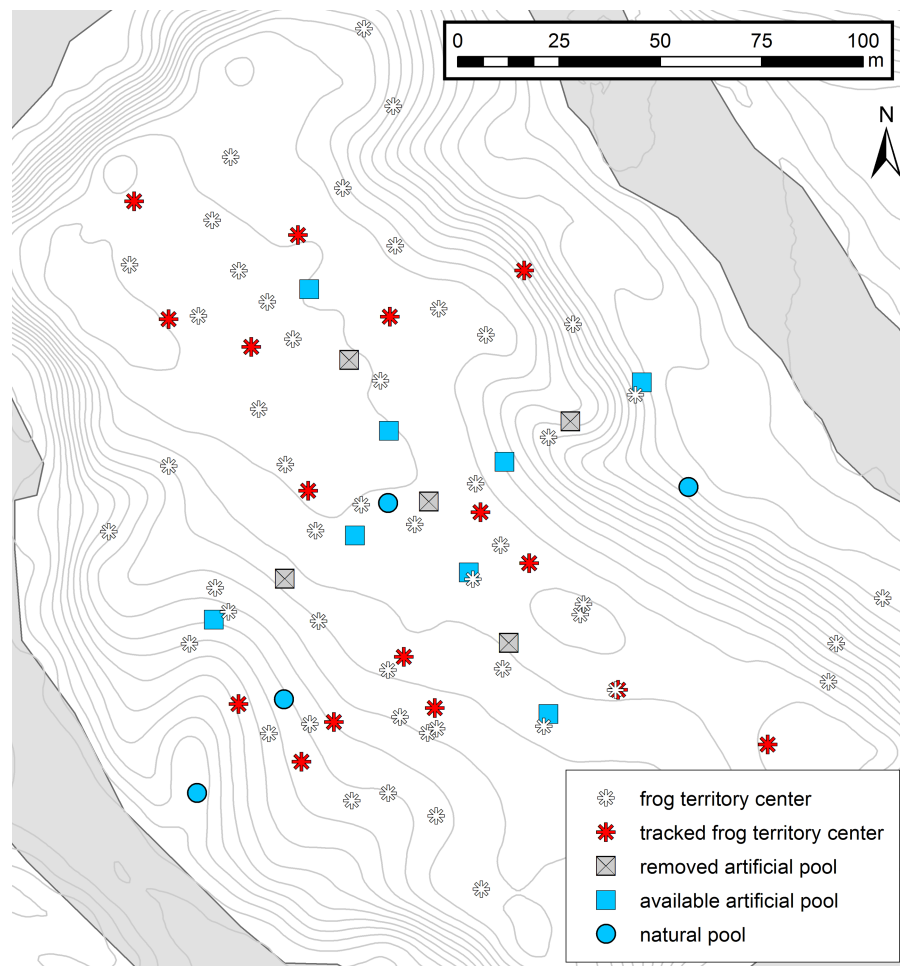 0 25 50 75 100
m
N
frog territory center
tracked frog territory center
removed artificial pool
available artificial pool
natural pool